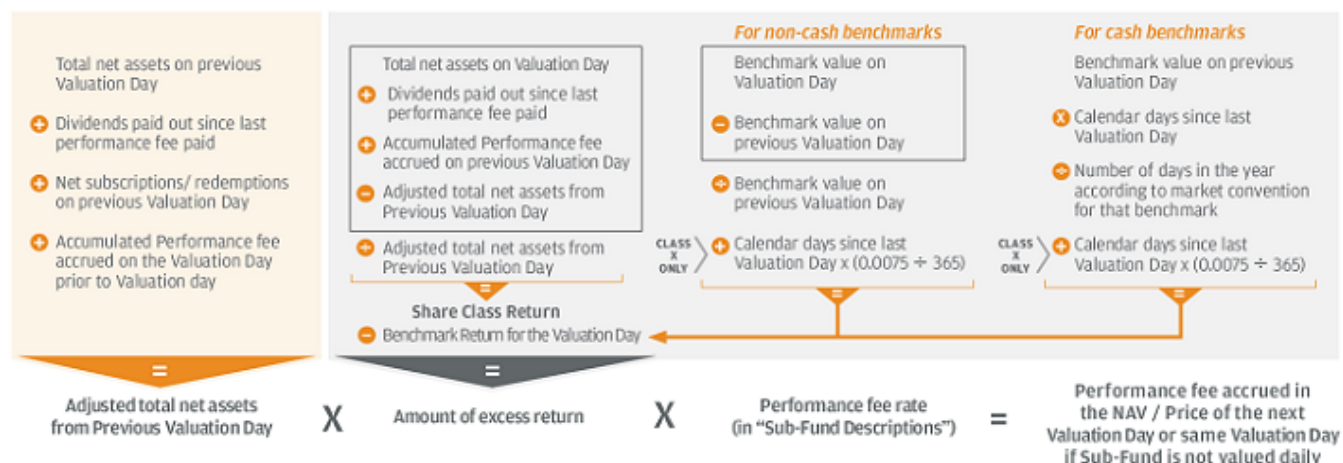 Total net assets on previous
Valuation Day
+ Dividends paid out since last
performance fee paid
+ Net subscriptions/ redemptions
on previous Valuation Day
+ Accumulated Performance fee
accrued on the Valuation Day
prior to Valuation day
=
Adjusted total net assets
from Previous Valuation Day
X
Total net assets on Valuation Day
+ Dividends paid out since last
performance fee paid
+ Accumulated Performance fee
accrued on previous Valuation Day
− Adjusted total net assets from
Previous Valuation Day
÷ Adjusted total net assets from
Previous Valuation Day
=
Share Class Return
− Benchmark Return for the Valuation Day
=
Amount of excess return
For non-cash benchmarks
Benchmark value on
Valuation Day
− Benchmark value on
previous Valuation Day
÷ Benchmark value on
previous Valuation Day
CLASS
X
ONLY
+ Calendar days since last
Valuation Day x (0.0075 ÷ 365)
=
For cash benchmarks
Benchmark value on previous
Valuation Day
x Calendar days since last
Valuation Day
÷ Number of days in the year
according to market convention
for that benchmark
CLASS
X
ONLY
+ Calendar days since last
Valuation Day x (0.0075 ÷ 365)
=
X
Performance fee rate
(in “Sub-Fund Descriptions”)
=
Performance fee accrued in
the NAV / Price of the next
Valuation Day or same Valuation Day
if Sub-Fund is not valued daily